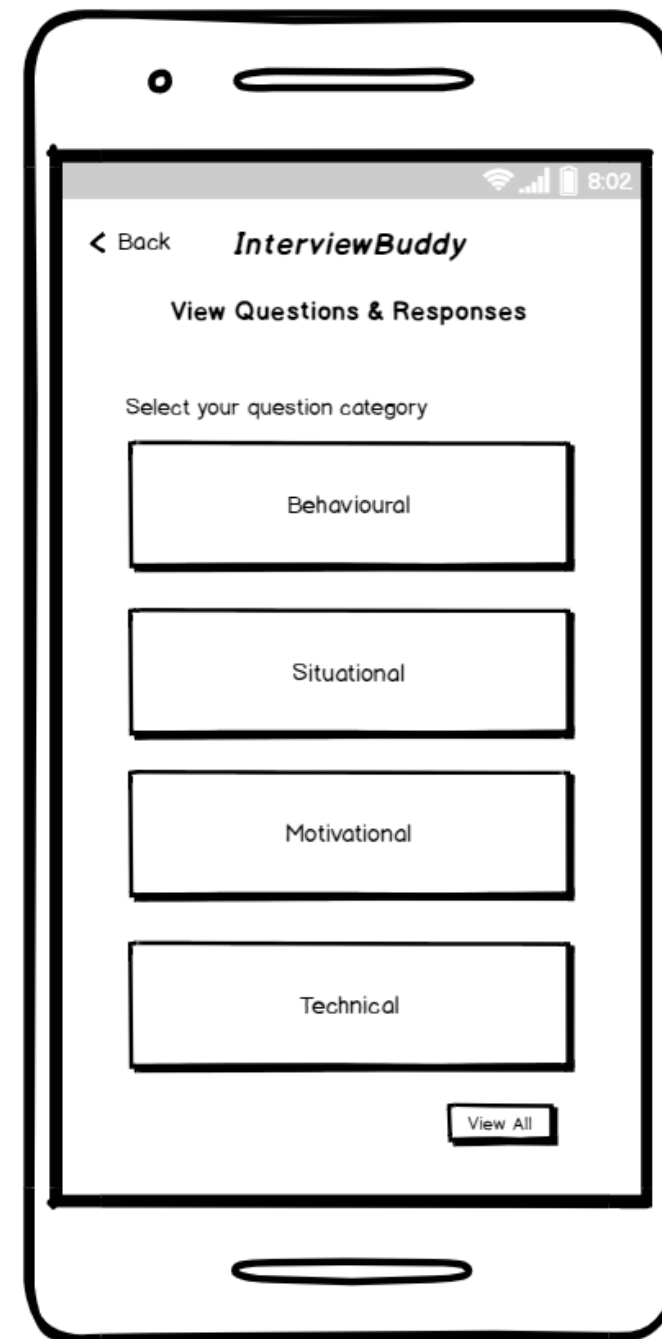 8:02
Back InterviewBuddy
View Questions & Responses
Select your question category
Behavioural
Situational
Motivational
Technical
View All